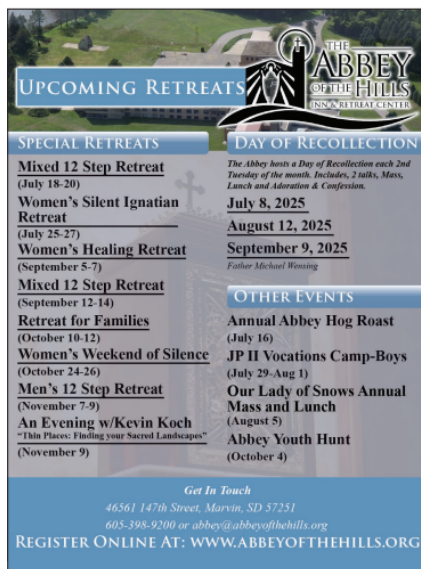 THE
ABBEY
OF THE HILLS
INN & RETREAT CENTER
UPCOMING RETREATS
SPECIAL RETREATS
Mixed 12 Step Retreat
(July 18-20)
Women's Silent Ignatian
Retreat
(July 25-27)
Women's Healing Retreat
(September 5-7)
Mixed 12 Step Retreat
(September 12-14)
Retreat for Families
(October 10-12)
Women's Weekend of Silence
(October 24-26)
Men's 12 Step Retreat
(November 7-9)
An Evening w/Kevin Koch
"Thin Places: Finding your Sacred Landscapes"
(November 9)
DAY OF RECOLLECTION
The Abbey hosts a Day of Recollection each 2nd
Tuesday of the month. Includes, 2 talks, Mass,
Lunch and Adoration & Confession.
July 8, 2025
August 12, 2025
September 9, 2025
Father Michael Wensing
OTHER EVENTS
Annual Abbey Hog Roast
(July 16)
JP II Vocations Camp-Boys
(July 29-Aug 1)
Our Lady of Snows Annual
Mass and Lunch
(August 5)
Abbey Youth Hunt
(October 4)
Get In Touch
46561 147th Street, Marvin, SD 57251
605-398-9200 or abbey@abbeyofthehills.org
REGISTER ONLINE AT: WWW.ABBEYOFTHEHILLS.ORG